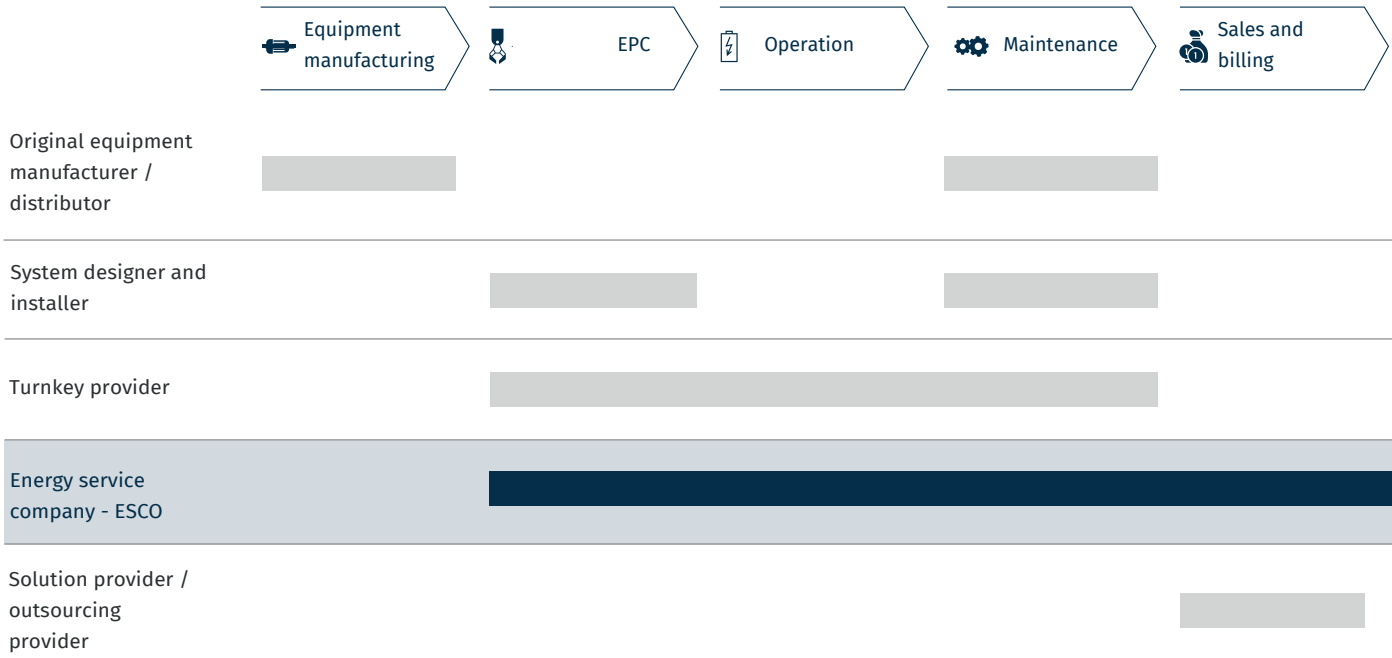 Equipment
manufacturing
EPC
Operation
Maintenance
Sales and
billing
Original equipment
manufacturer /
distributor
System designer and
installer
Turnkey provider
Energy service
company - ESCO
Solution provider /
outsourcing
provider